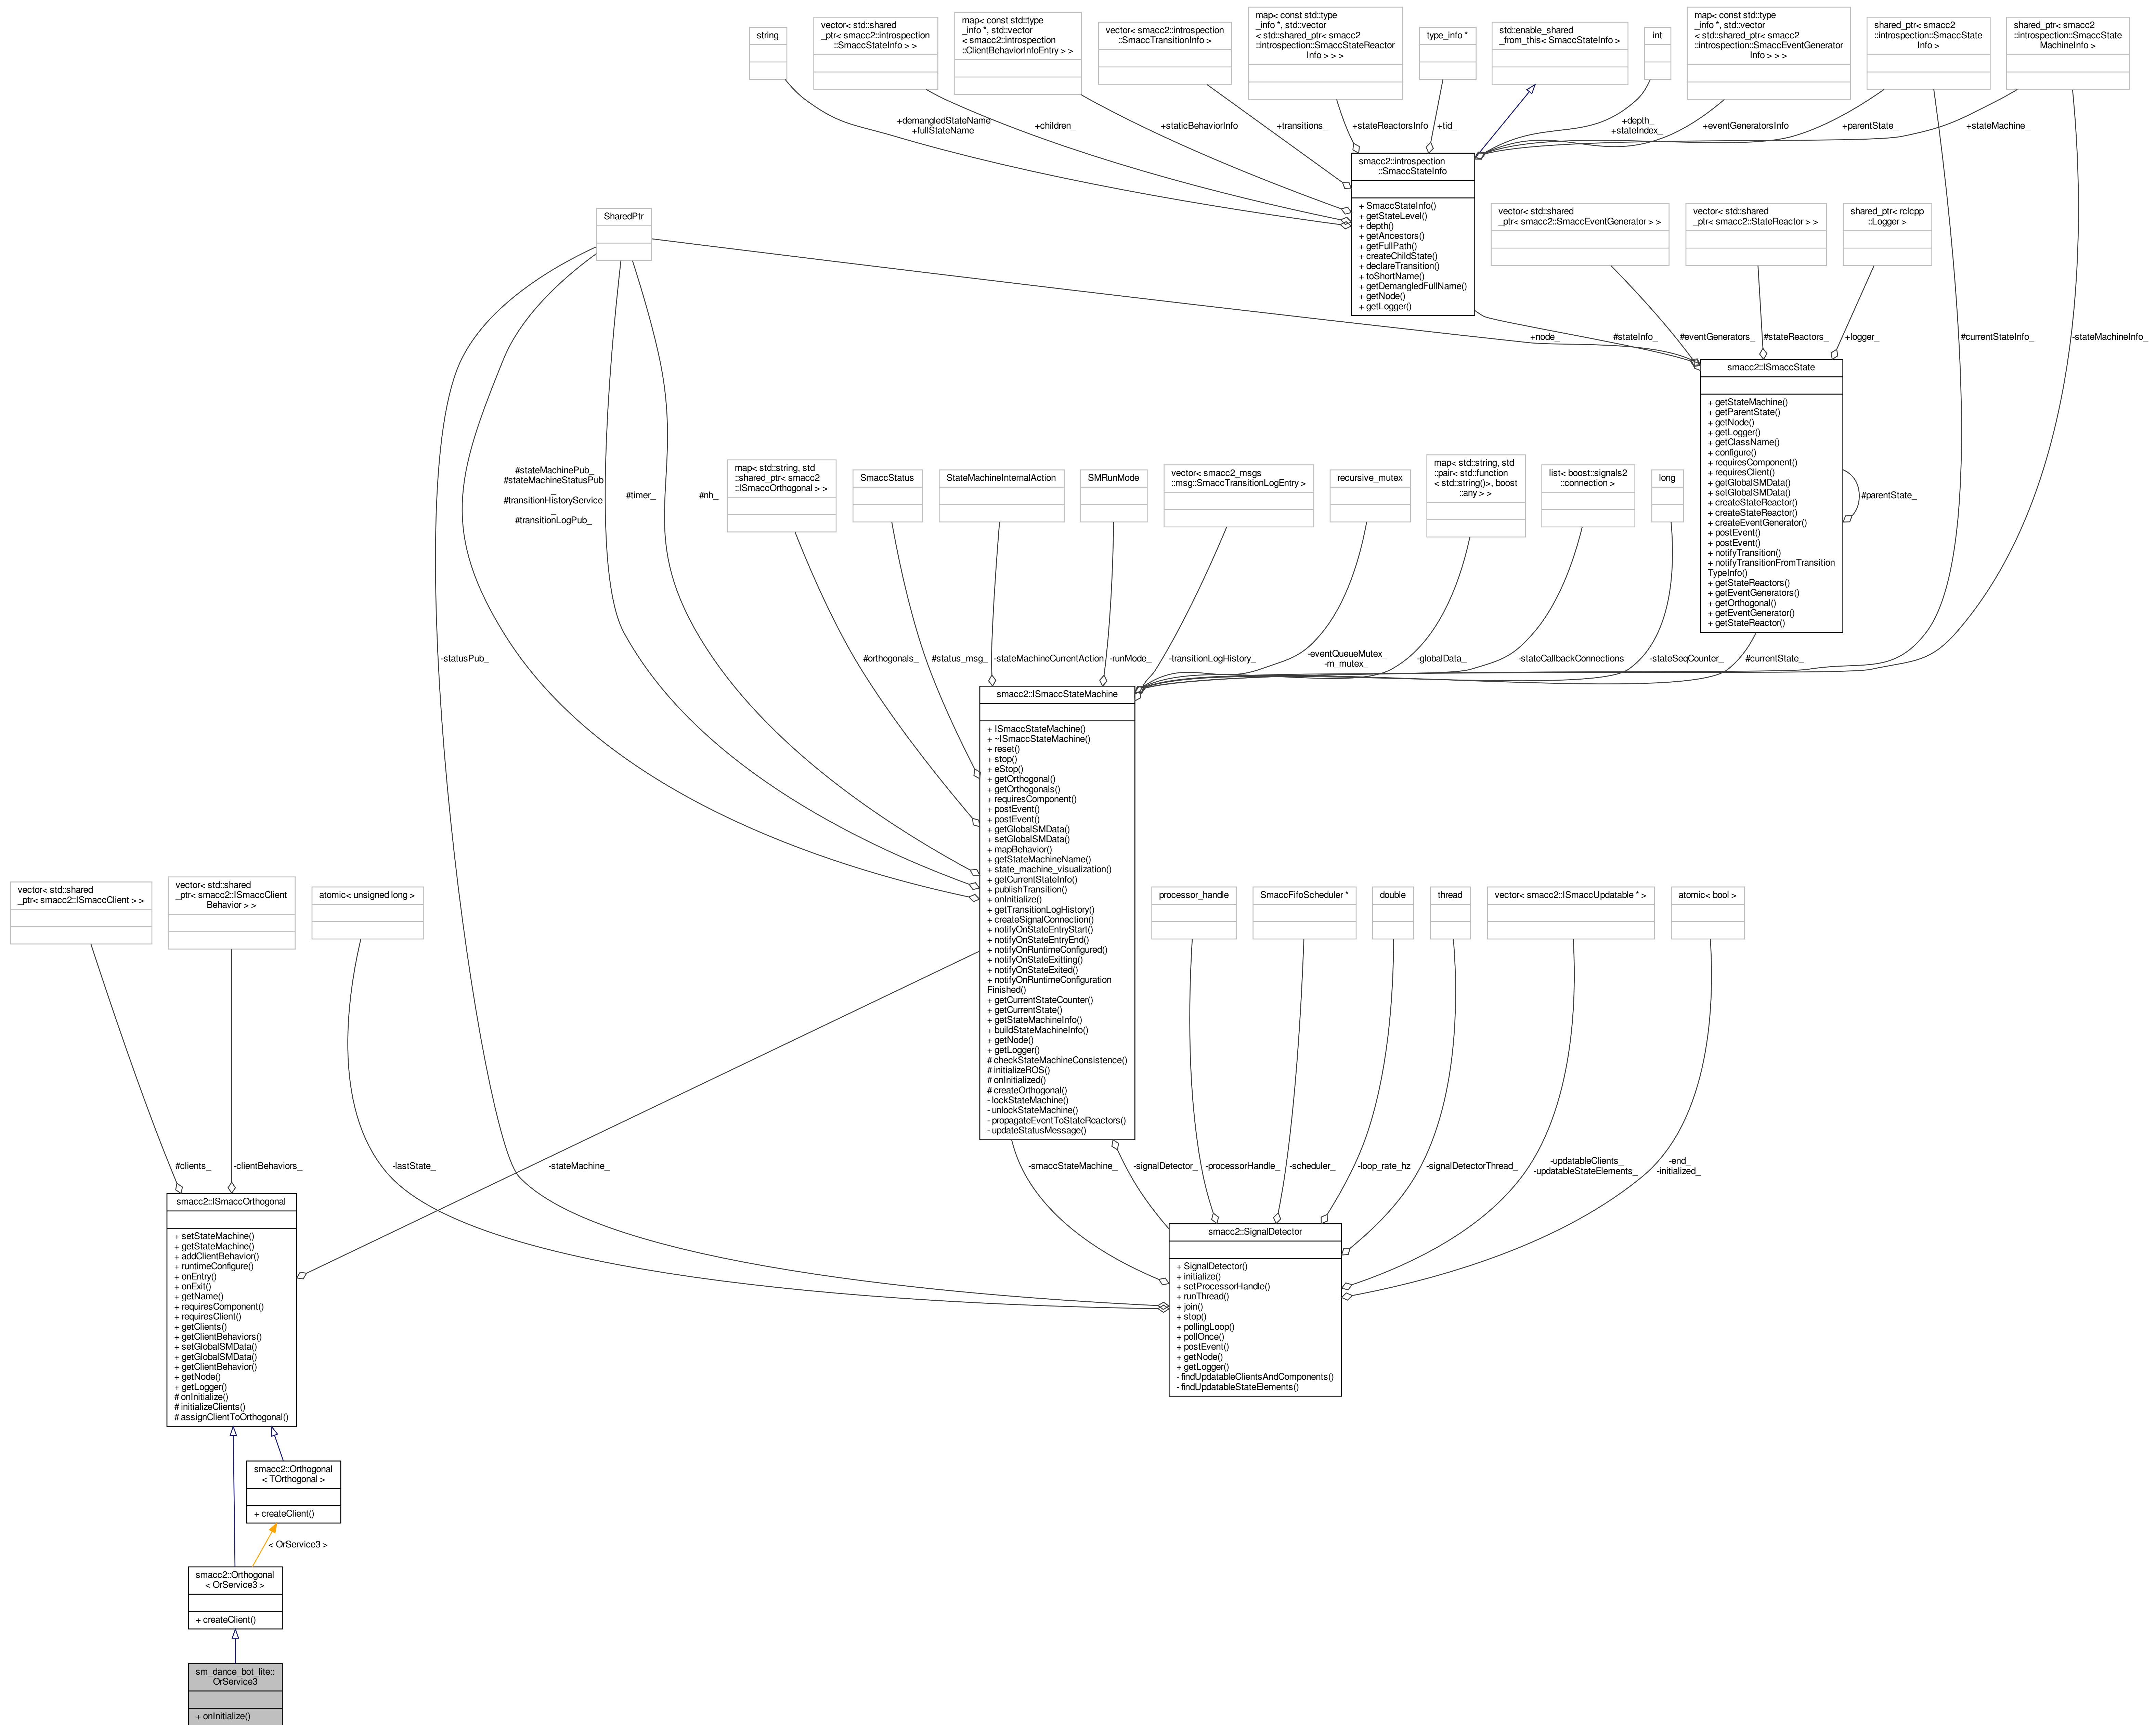 string
vector< std::shared
_ptr< smacc2::introspection
::SmaccStateInfo > >
map< const std::type
_info *, std::vector
< smacc2::introspection
::ClientBehaviorInfoEntry > >
vector< smacc2::introspection
::SmaccTransitionInfo >
map< const std::type
_info *, std::vector
< std::shared_ptr< smacc2
::introspection::SmaccStateReactor
Info > > >
type_info *
std::enable_shared
_from_this< SmaccStateInfo >
int
map< const std::type
_info *, std::vector
< std::shared_ptr< smacc2
::introspection::SmaccEventGenerator
Info > > >
shared_ptr< smacc2
::introspection::SmaccState
Info >
shared_ptr< smacc2
::introspection::SmaccState
MachineInfo >
+demangledStateName
+fullStateName
+children_
+staticBehaviorInfo
+transitions_
+stateReactorsInfo
+tid_
+depth_
+stateIndex_
+eventGeneratorsInfo
+parentState_
+stateMachine_
smacc2::introspection
::SmaccStateInfo
+ SmaccStateInfo()
+ getStateLevel()
+ depth()
+ getAncestors()
+ getFullPath()
+ createChildState()
+ declareTransition()
+ toShortName()
+ getDemangledFullName()
+ getNode()
+ getLogger()
SharedPtr
vector< std::shared
_ptr< smacc2::SmaccEventGenerator > >
vector< std::shared
_ptr< smacc2::StateReactor > >
shared_ptr< rclcpp
::Logger >
+node_
#stateInfo_
#eventGenerators_
#stateReactors_
+logger_
#currentStateInfo_
-stateMachineInfo_
smacc2::ISmaccState
+ getStateMachine()
+ getParentState()
+ getNode()
+ getLogger()
+ getClassName()
+ configure()
+ requiresComponent()
+ requiresClient()
+ getGlobalSMData()
+ setGlobalSMData()
+ createStateReactor()
+ createStateReactor()
+ createEventGenerator()
+ postEvent()
+ postEvent()
+ notifyTransition()
+ notifyTransitionFromTransition
TypeInfo()
+ getStateReactors()
+ getEventGenerators()
+ getOrthogonal()
+ getEventGenerator()
+ getStateReactor()
#parentState_
#stateMachinePub_
#stateMachineStatusPub
_
#transitionHistoryService
_
#transitionLogPub_
#timer_
#nh_
map< std::string, std
::shared_ptr< smacc2
::ISmaccOrthogonal > >
SmaccStatus
StateMachineInternalAction
SMRunMode
vector< smacc2_msgs
::msg::SmaccTransitionLogEntry >
recursive_mutex
map< std::string, std
::pair< std::function
< std::string()>, boost
::any > >
list< boost::signals2
::connection >
long
-statusPub_
#orthogonals_
#status_msg_
-stateMachineCurrentAction
-runMode_
-transitionLogHistory_
-eventQueueMutex_
-m_mutex_
-globalData_
-stateCallbackConnections
-stateSeqCounter_
#currentState_
smacc2::ISmaccStateMachine
+ ISmaccStateMachine()
+ ~ISmaccStateMachine()
+ reset()
+ stop()
+ eStop()
+ getOrthogonal()
+ getOrthogonals()
+ requiresComponent()
+ postEvent()
+ postEvent()
+ getGlobalSMData()
+ setGlobalSMData()
+ mapBehavior()
+ getStateMachineName()
+ state_machine_visualization()
+ getCurrentStateInfo()
+ publishTransition()
+ onInitialize()
+ getTransitionLogHistory()
+ createSignalConnection()
+ notifyOnStateEntryStart()
+ notifyOnStateEntryEnd()
+ notifyOnRuntimeConfigured()
+ notifyOnStateExitting()
+ notifyOnStateExited()
+ notifyOnRuntimeConfiguration
Finished()
+ getCurrentStateCounter()
+ getCurrentState()
+ getStateMachineInfo()
+ buildStateMachineInfo()
+ getNode()
+ getLogger()
# checkStateMachineConsistence()
# initializeROS()
# onInitialized()
# createOrthogonal()
- lockStateMachine()
- unlockStateMachine()
- propagateEventToStateReactors()
- updateStatusMessage()
vector< std::shared
_ptr< smacc2::ISmaccClient > >
vector< std::shared
_ptr< smacc2::ISmaccClient
Behavior > >
atomic< unsigned long >
processor_handle
SmaccFifoScheduler *
double
thread
vector< smacc2::ISmaccUpdatable * >
atomic< bool >
#clients_
-clientBehaviors_
-lastState_
-stateMachine_
-smaccStateMachine_
-signalDetector_
-processorHandle_
-scheduler_
-loop_rate_hz
-signalDetectorThread_
-updatableClients_
-updatableStateElements_
-end_
-initialized_
smacc2::ISmaccOrthogonal
+ setStateMachine()
+ getStateMachine()
+ addClientBehavior()
+ runtimeConfigure()
+ onEntry()
+ onExit()
+ getName()
+ requiresComponent()
+ requiresClient()
+ getClients()
+ getClientBehaviors()
+ setGlobalSMData()
+ getGlobalSMData()
+ getClientBehavior()
+ getNode()
+ getLogger()
# onInitialize()
# initializeClients()
# assignClientToOrthogonal()
smacc2::SignalDetector
+ SignalDetector()
+ initialize()
+ setProcessorHandle()
+ runThread()
+ join()
+ stop()
+ pollingLoop()
+ pollOnce()
+ postEvent()
+ getNode()
+ getLogger()
- findUpdatableClientsAndComponents()
- findUpdatableStateElements()
smacc2::Orthogonal
< TOrthogonal >
+ createClient()
< OrService3 >
smacc2::Orthogonal
< OrService3 >
+ createClient()
sm_dance_bot_lite::
OrService3
+ onInitialize()